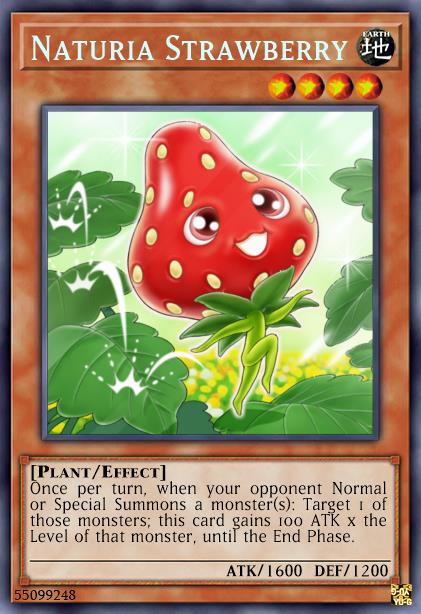 NATURIA STRAWBERRY
EARTH
地
[PLANT/EFFECT]
Once per turn, when your opponent Normal
or Special Summons a monster(s): Target 1 of
those monsters; this card gains 100 ATK x the
Level of that monster, until the End Phase.
ATK/1600 DEF/1200
55099248